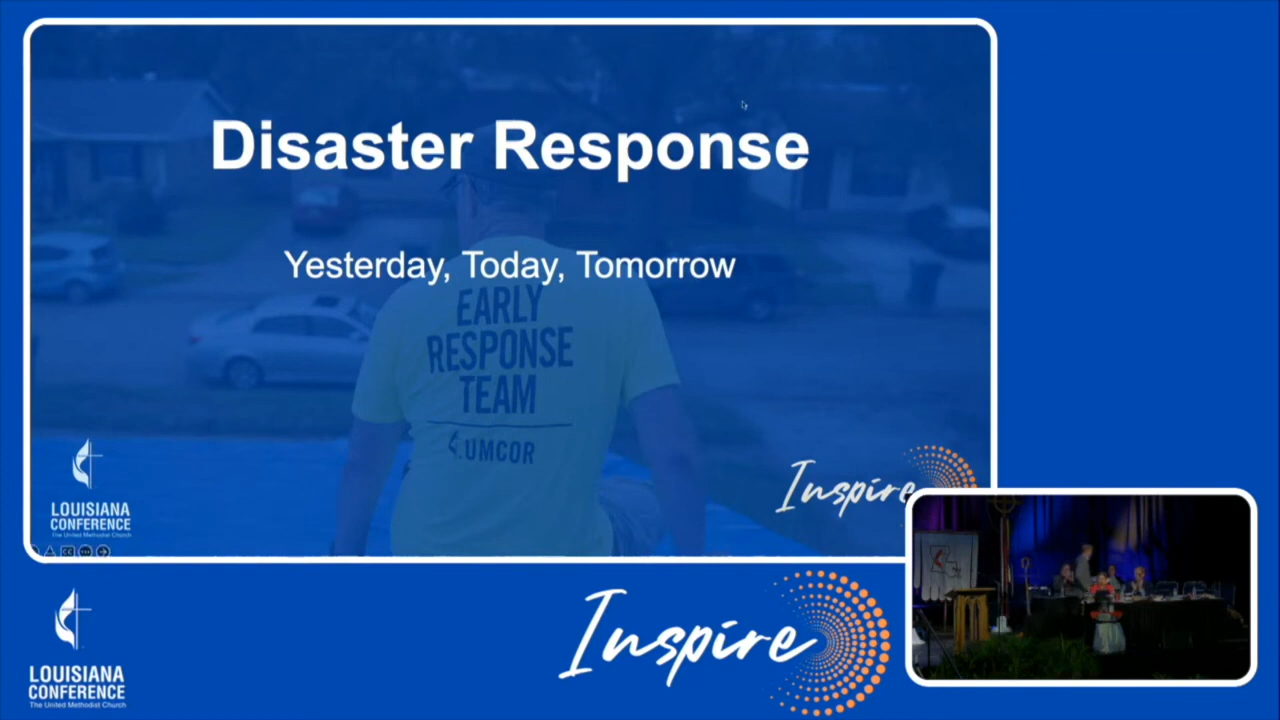 Disaster Response
Yesterday, Today, Tomorrow
EARLY
RESPONSE
TEAM
UMCOR
LOUISIANA
CONFERENCE
The United Methodist Church
Inspire
LOUISIANA
CONFERENCE
The United Methodist Church
Inspire